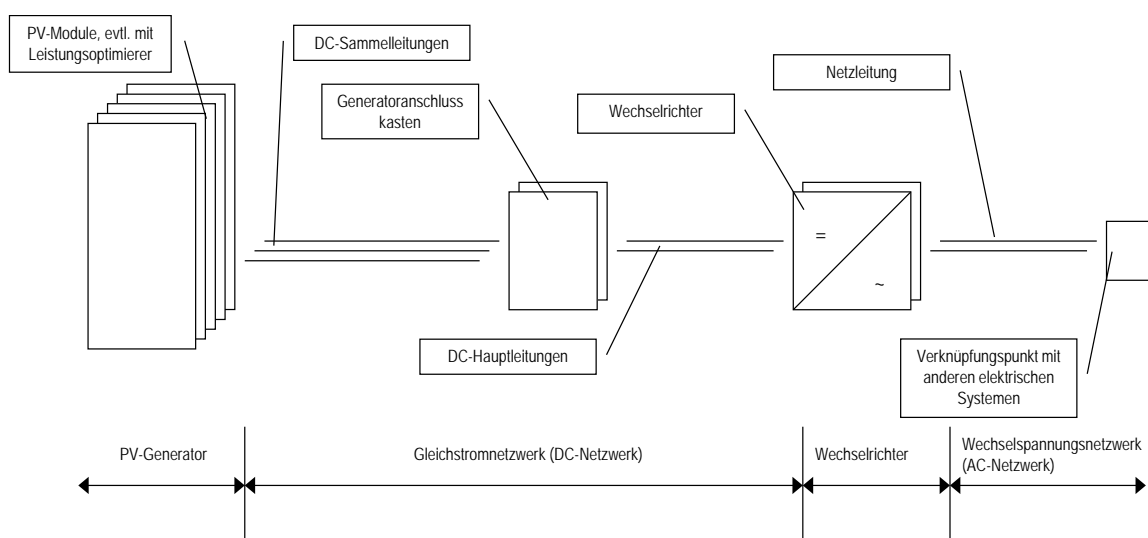 PV-Module, evtl. mit
Leistungsoptimierer
DC-Sammelleitungen
Generatoranschluss
kasten
Wechselrichter
Netzleitung
=
~
DC-Hauptleitungen
Verknüpfungspunkt mit
anderen elektrischen
Systemen
PV-Generator
Gleichstromnetzwerk (DC-Netzwerk)
Wechselrichter
Wechselspannungsnetzwerk
(AC-Netzwerk)